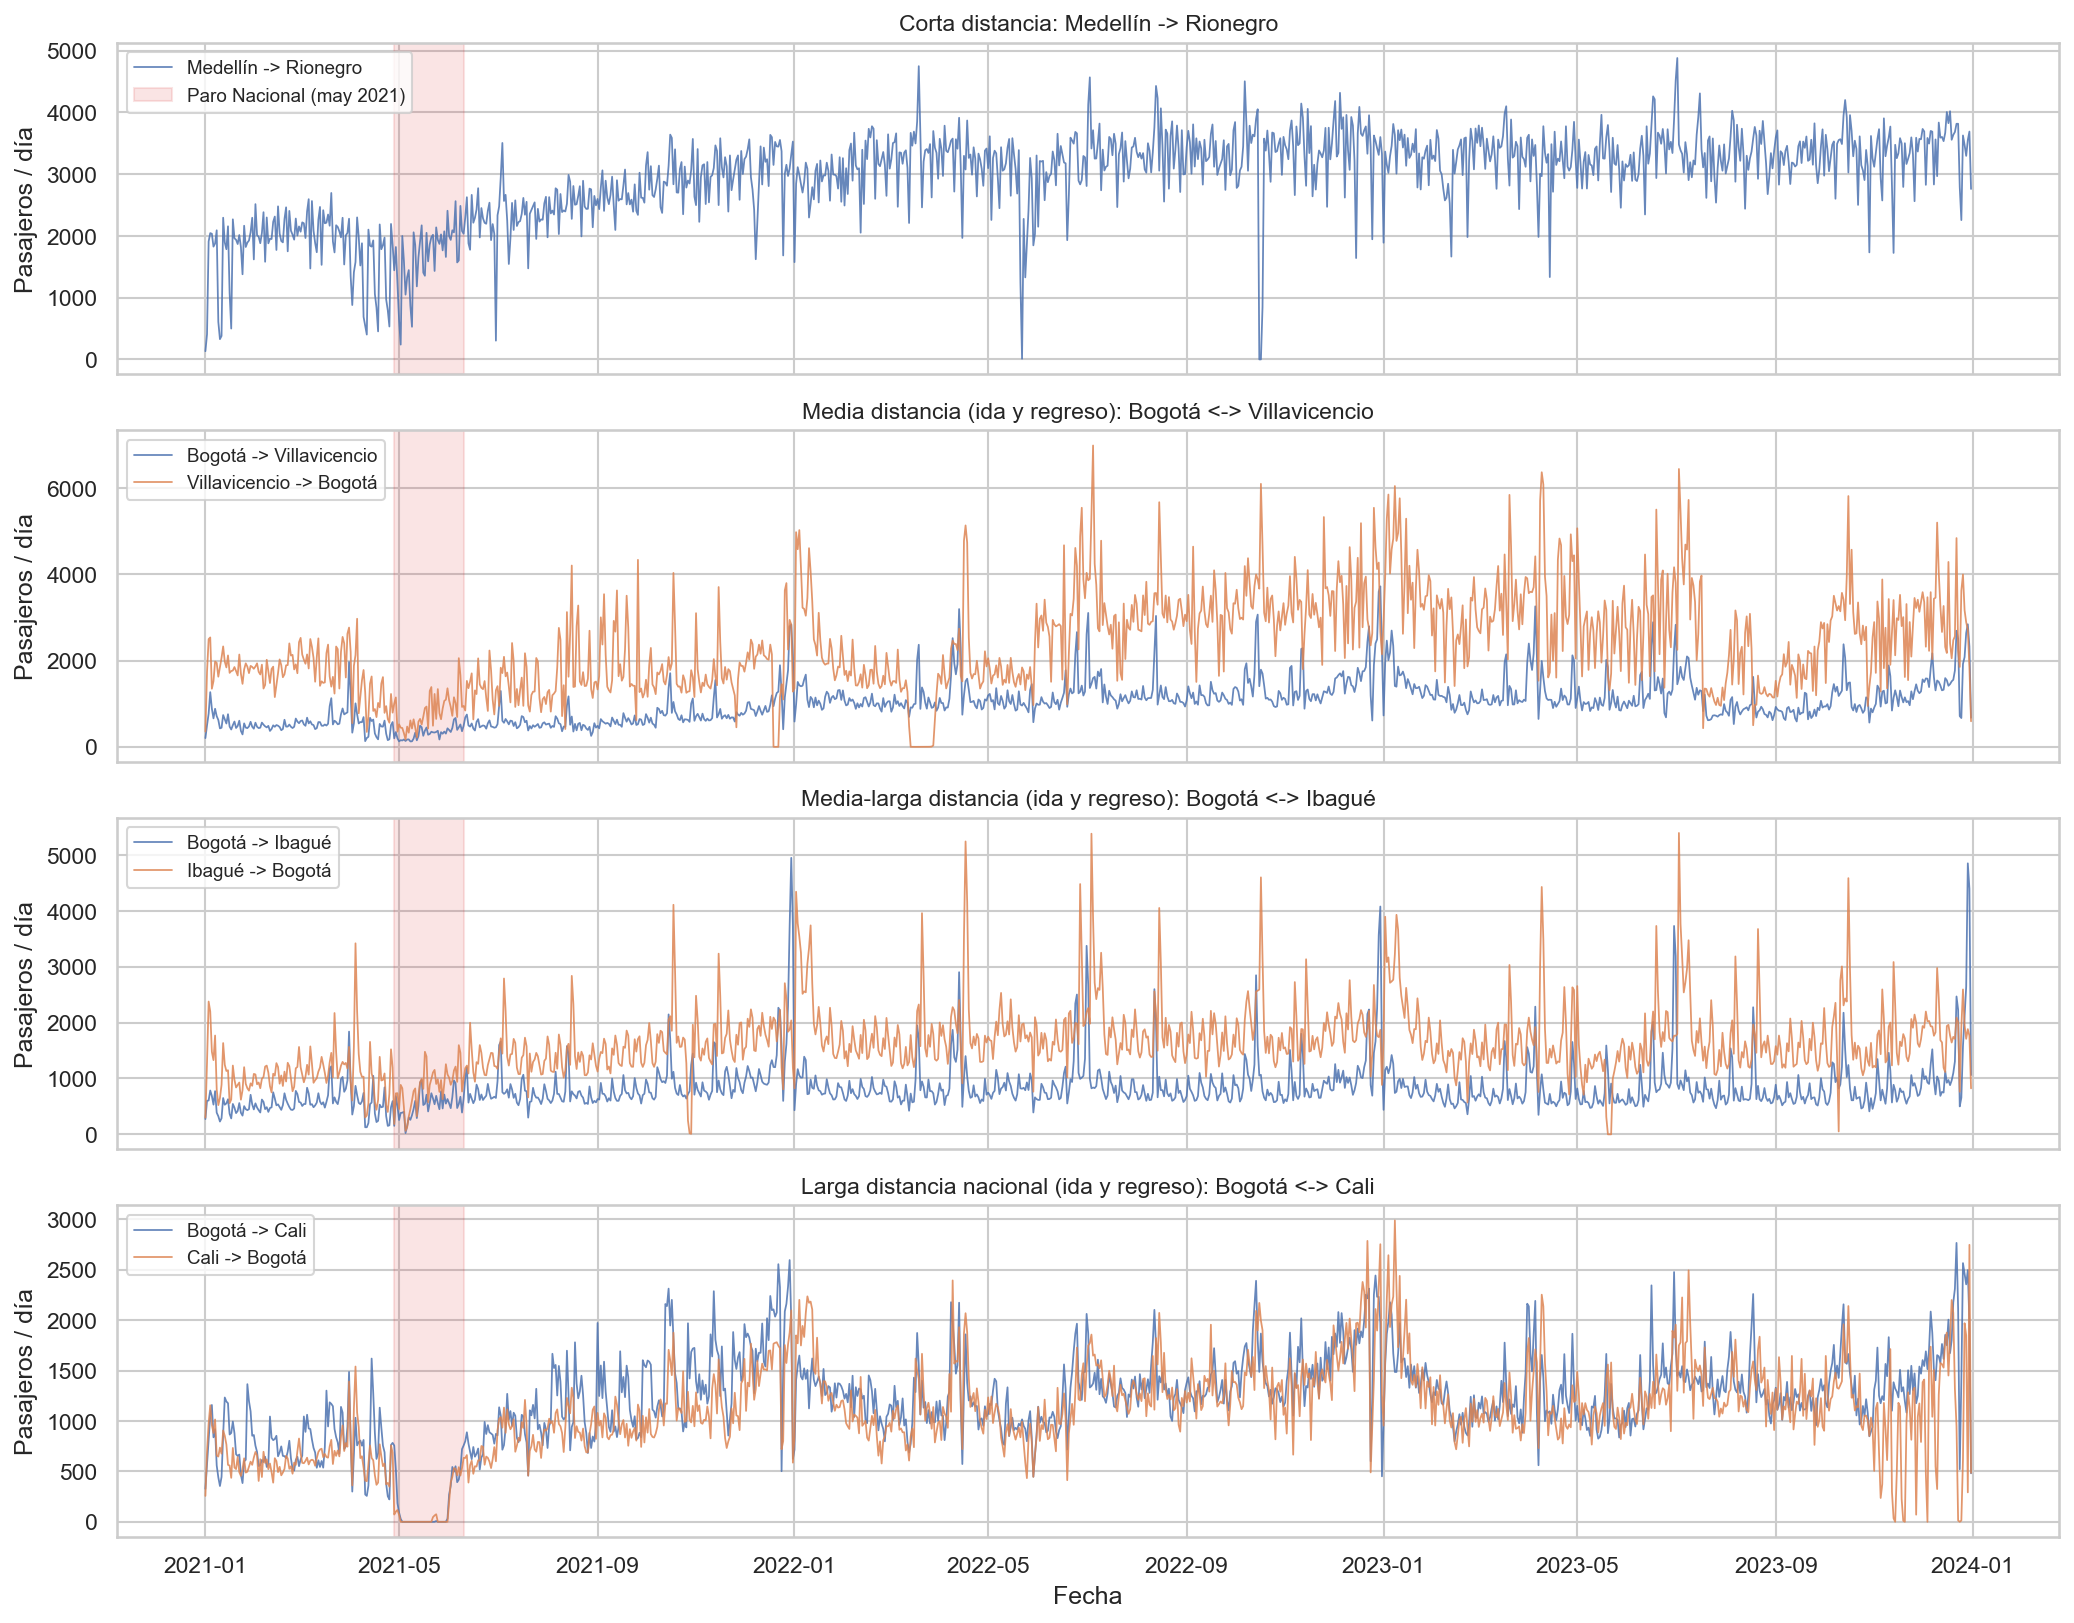 Corta distancia: Medellín -> Rionegro
Pasajeros / día
5000
4000
3000
2000
1000
0
Medellín -> Rionegro
Paro Nacional (may 2021)
Media distancia (ida y regreso): Bogotá <-> Villavicencio
Pasajeros / día
6000
4000
2000
0
Bogotá -> Villavicencio
Villavicencio -> Bogotá
Media-larga distancia (ida y regreso): Bogotá <-> Ibagué
Pasajeros / día
5000
4000
3000
2000
1000
0
Bogotá -> Ibagué
Ibagué -> Bogotá
Larga distancia nacional (ida y regreso): Bogotá <-> Cali
Pasajeros / día
3000
2500
2000
1500
1000
500
0
Bogotá -> Cali
Cali -> Bogotá
2021-01 2021-05 2021-09 2022-01 2022-05 2022-09 2023-01 2023-05 2023-09 2024-01
Fecha